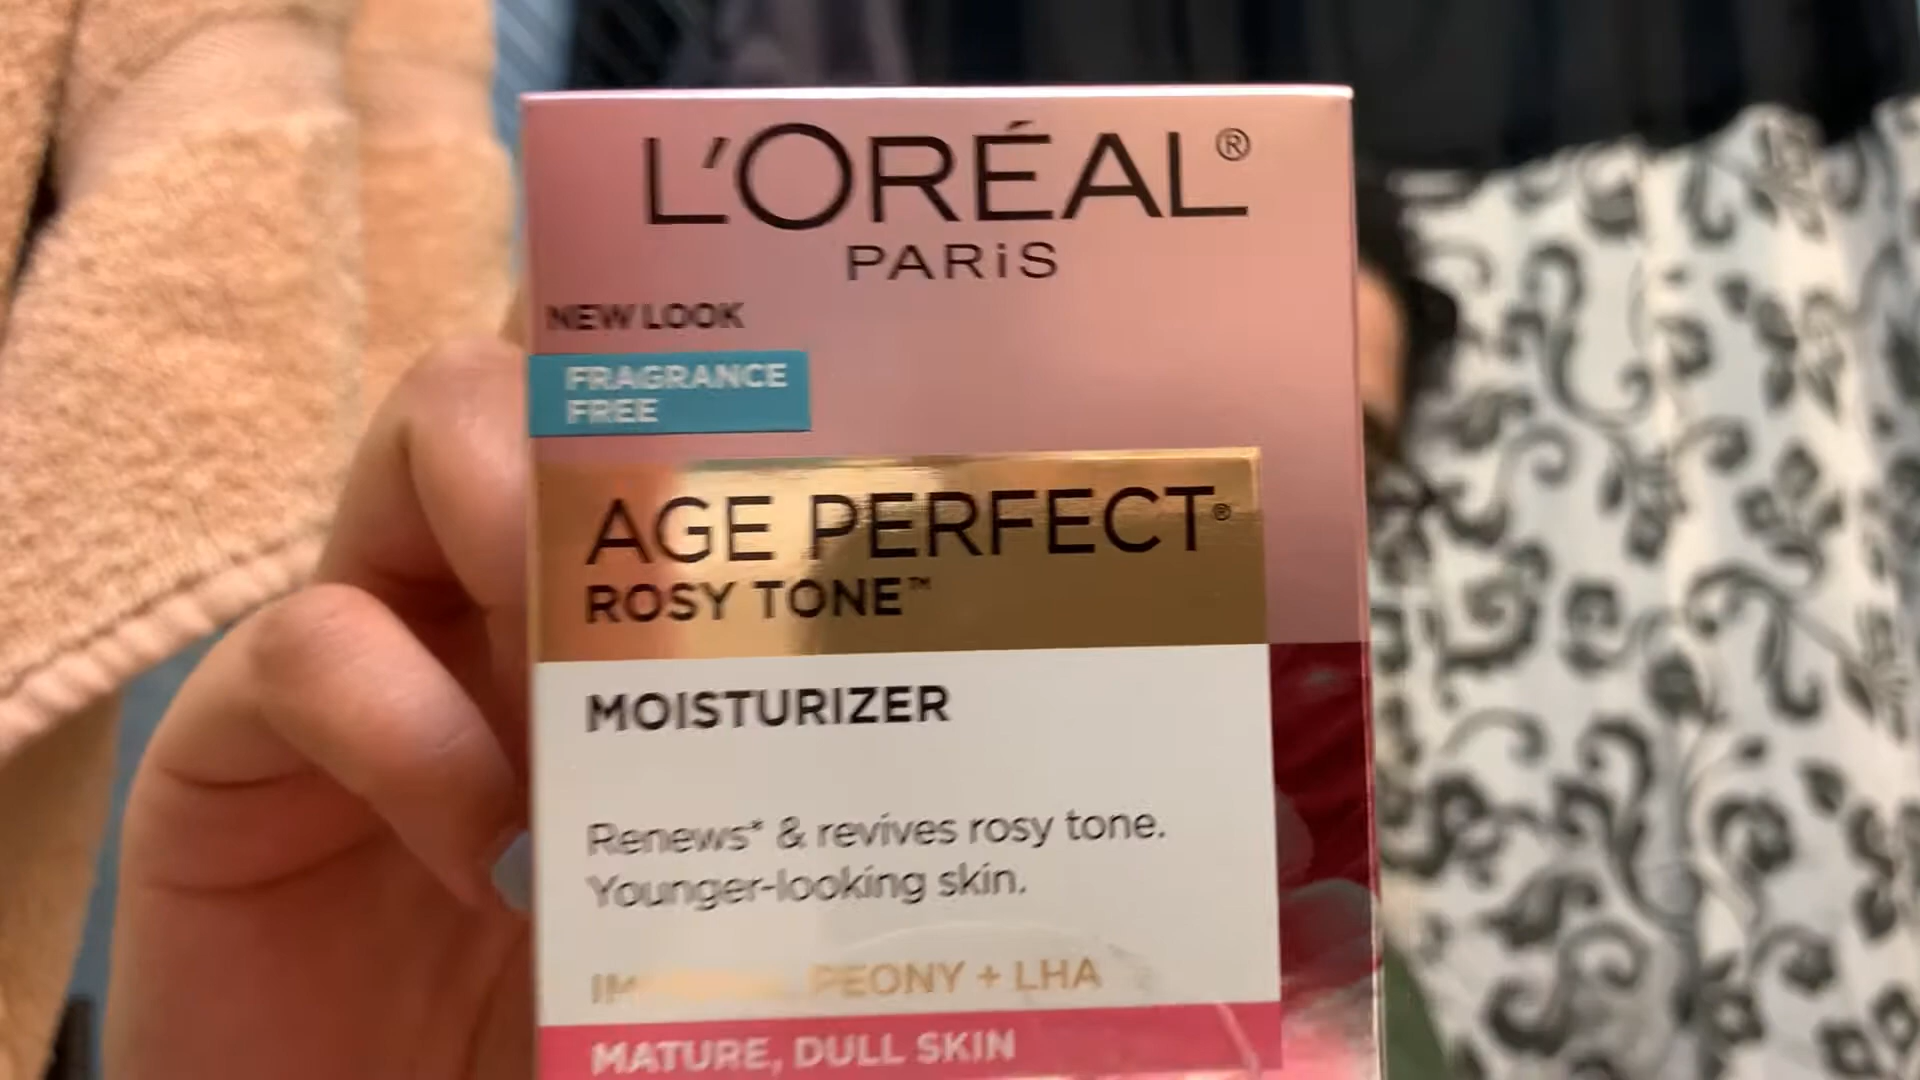 L'ORÉAL®
PARiS
NEW LOOK
FRAGRANCE
FREE
AGE PERFECT®
ROSY TONE™
MOISTURIZER
Renews* & revives rosy tone.
Younger-looking skin.
PEONY + LHA
MATURE, DULL SKIN